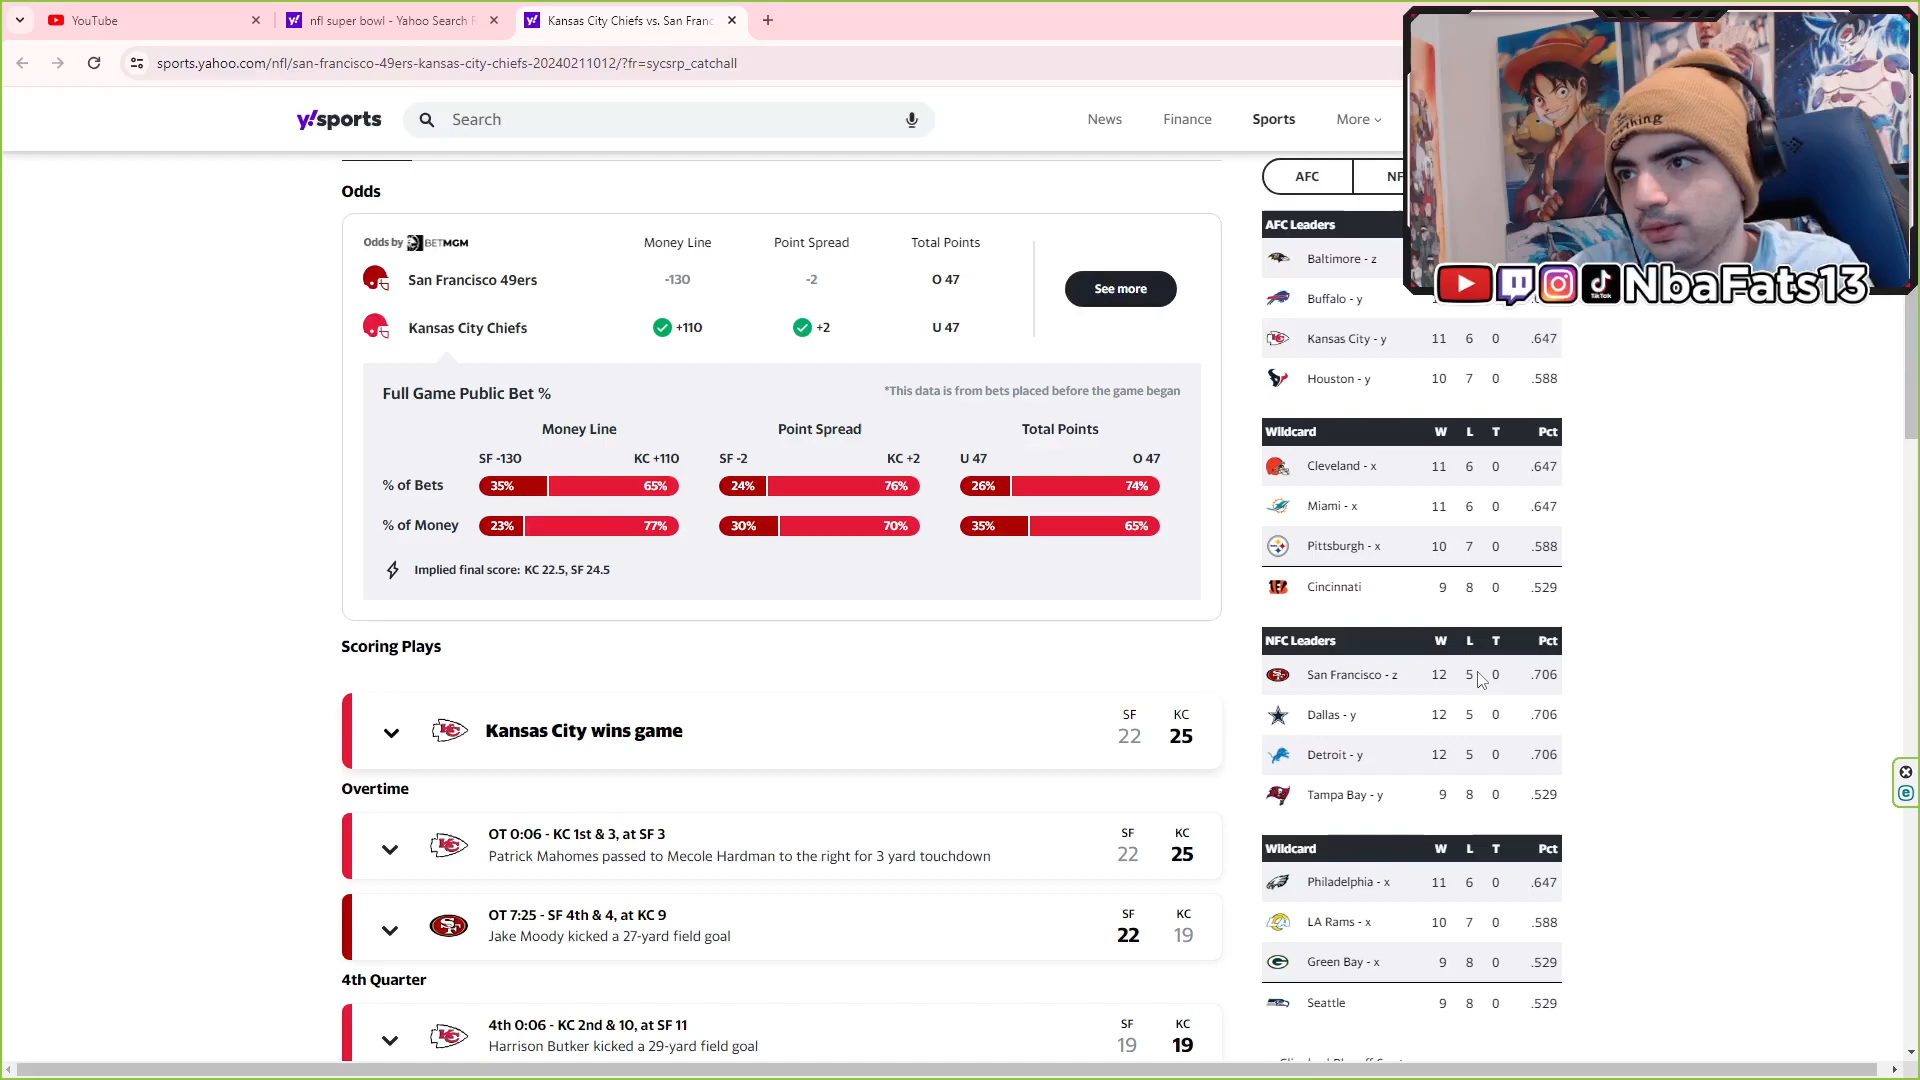 YouTube
nfl super bowl - Yahoo Search R
Kansas City Chiefs vs. San Franc
sports.yahoo.com/nfl/san-francisco-49ers-kansas-city-chiefs-20240211012/?fr=sycsrp_catchall
y!sports
Search
News
Finance
Sports
More
NbaFats13
Odds
Odds by BETMGM
Money Line
Point Spread
Total Points
San Francisco 49ers
-130
-2
O 47
Kansas City Chiefs
+110
+2
U 47
See more
Full Game Public Bet %
*This data is from bets placed before the game began
Money Line
Point Spread
Total Points
SF -130
KC +110
SF -2
KC +2
U 47
O 47
% of Bets
35%
65%
24%
76%
26%
74%
% of Money
23%
77%
30%
70%
35%
65%
Implied final score: KC 22.5, SF 24.5
Scoring Plays
Kansas City wins game
SF
KC
22
25
Overtime
OT 0:06 - KC 1st & 3, at SF 3
Patrick Mahomes passed to Mecole Hardman to the right for 3 yard touchdown
SF
KC
22
25
OT 7:25 - SF 4th & 4, at KC 9
Jake Moody kicked a 27-yard field goal
SF
KC
22
19
4th Quarter
4th 0:06 - KC 2nd & 10, at SF 11
Harrison Butker kicked a 29-yard field goal
SF
KC
19
19
AFC
AFC Leaders
Baltimore - z
Buffalo - y
Kansas City - y 11 6 0 .647
Houston - y 10 7 0 .588
Wildcard W L T Pct
Cleveland - x 11 6 0 .647
Miami - x 11 6 0 .647
Pittsburgh - x 10 7 0 .588
Cincinnati 9 8 0 .529
NFC Leaders W L T Pct
San Francisco - z 12 5 0 .706
Dallas - y 12 5 0 .706
Detroit - y 12 5 0 .706
Tampa Bay - y 9 8 0 .529
Wildcard W L T Pct
Philadelphia - x 11 6 0 .647
LA Rams - x 10 7 0 .588
Green Bay - x 9 8 0 .529
Seattle 9 8 0 .529